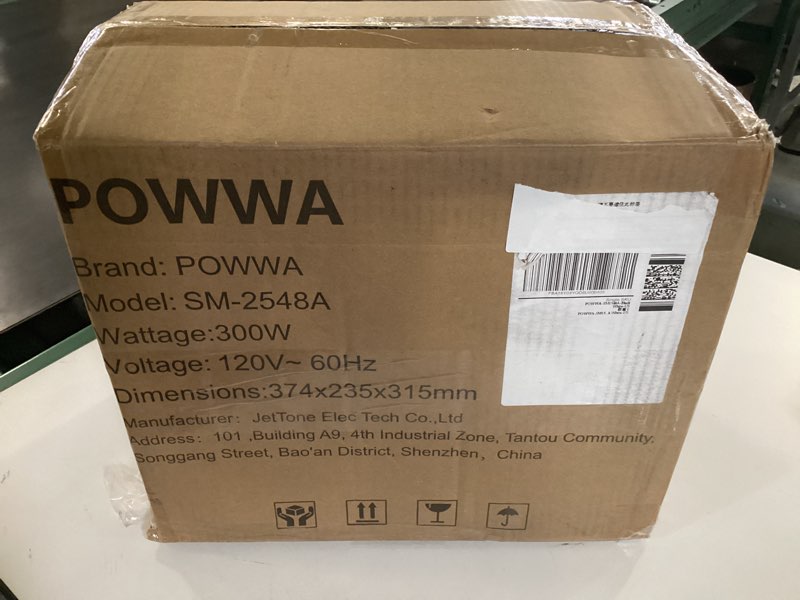 POWWA
Brand: POWWA
Model: SM-2548A
Wattage:300W
Voltage: 120V~ 60Hz
Dimensions:374x235x315mm
Manufacturer: JetTone Elec Tech Co.,Ltd
Address: 101 ,Building A9, 4th Industrial Zone, Tantou Community.
Songgang Street, Bao'an District, Shenzhen, China